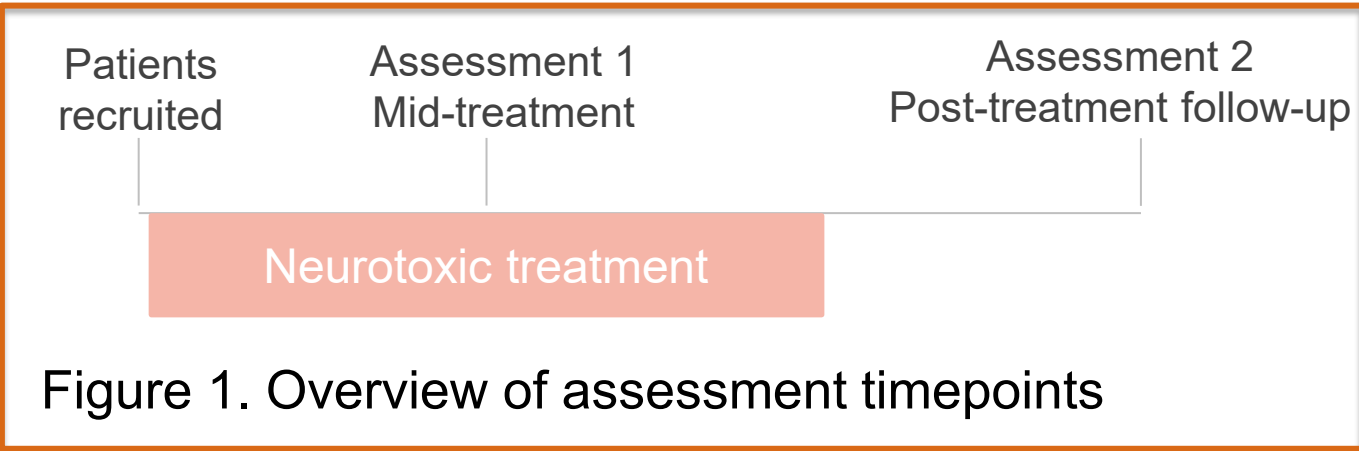 Patients
recruited
Assessment 1
Mid-treatment
Assessment 2
Post-treatment follow-up
Neurotoxic treatment
Figure 1. Overview of assessment timepoints